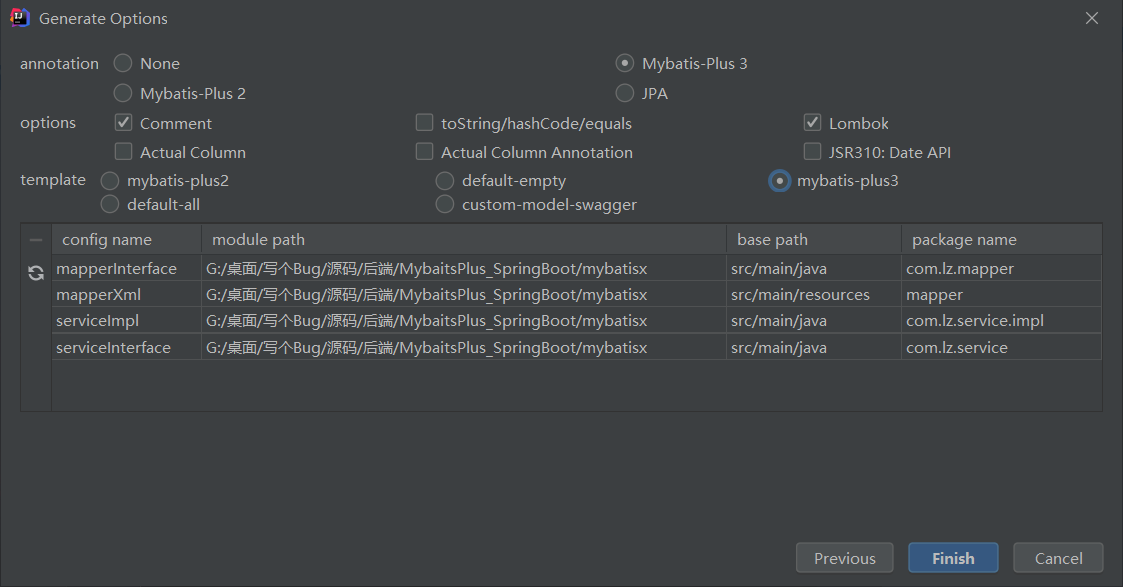 Generate Options
annotation None Mybatis-Plus 3
Mybatis-Plus 2 JPA
options Comment toString/hashCode/equals Lombok
Actual Column Actual Column Annotation JSR310: Date API
template mybatis-plus2 default-empty mybatis-plus3
default-all custom-model-swagger
config name module path base path package name
mapperInterface G:/桌面/写个Bug/源码/后端/MybaitsPlus_SpringBoot/mybatisx src/main/java com.lz.mapper
mapperXml G:/桌面/写个Bug/源码/后端/MybaitsPlus_SpringBoot/mybatisx src/main/resources mapper
serviceImpl G:/桌面/写个Bug/源码/后端/MybaitsPlus_SpringBoot/mybatisx src/main/java com.lz.service.impl
serviceInterface G:/桌面/写个Bug/源码/后端/MybaitsPlus_SpringBoot/mybatisx src/main/java com.lz.service
Previous Finish Cancel